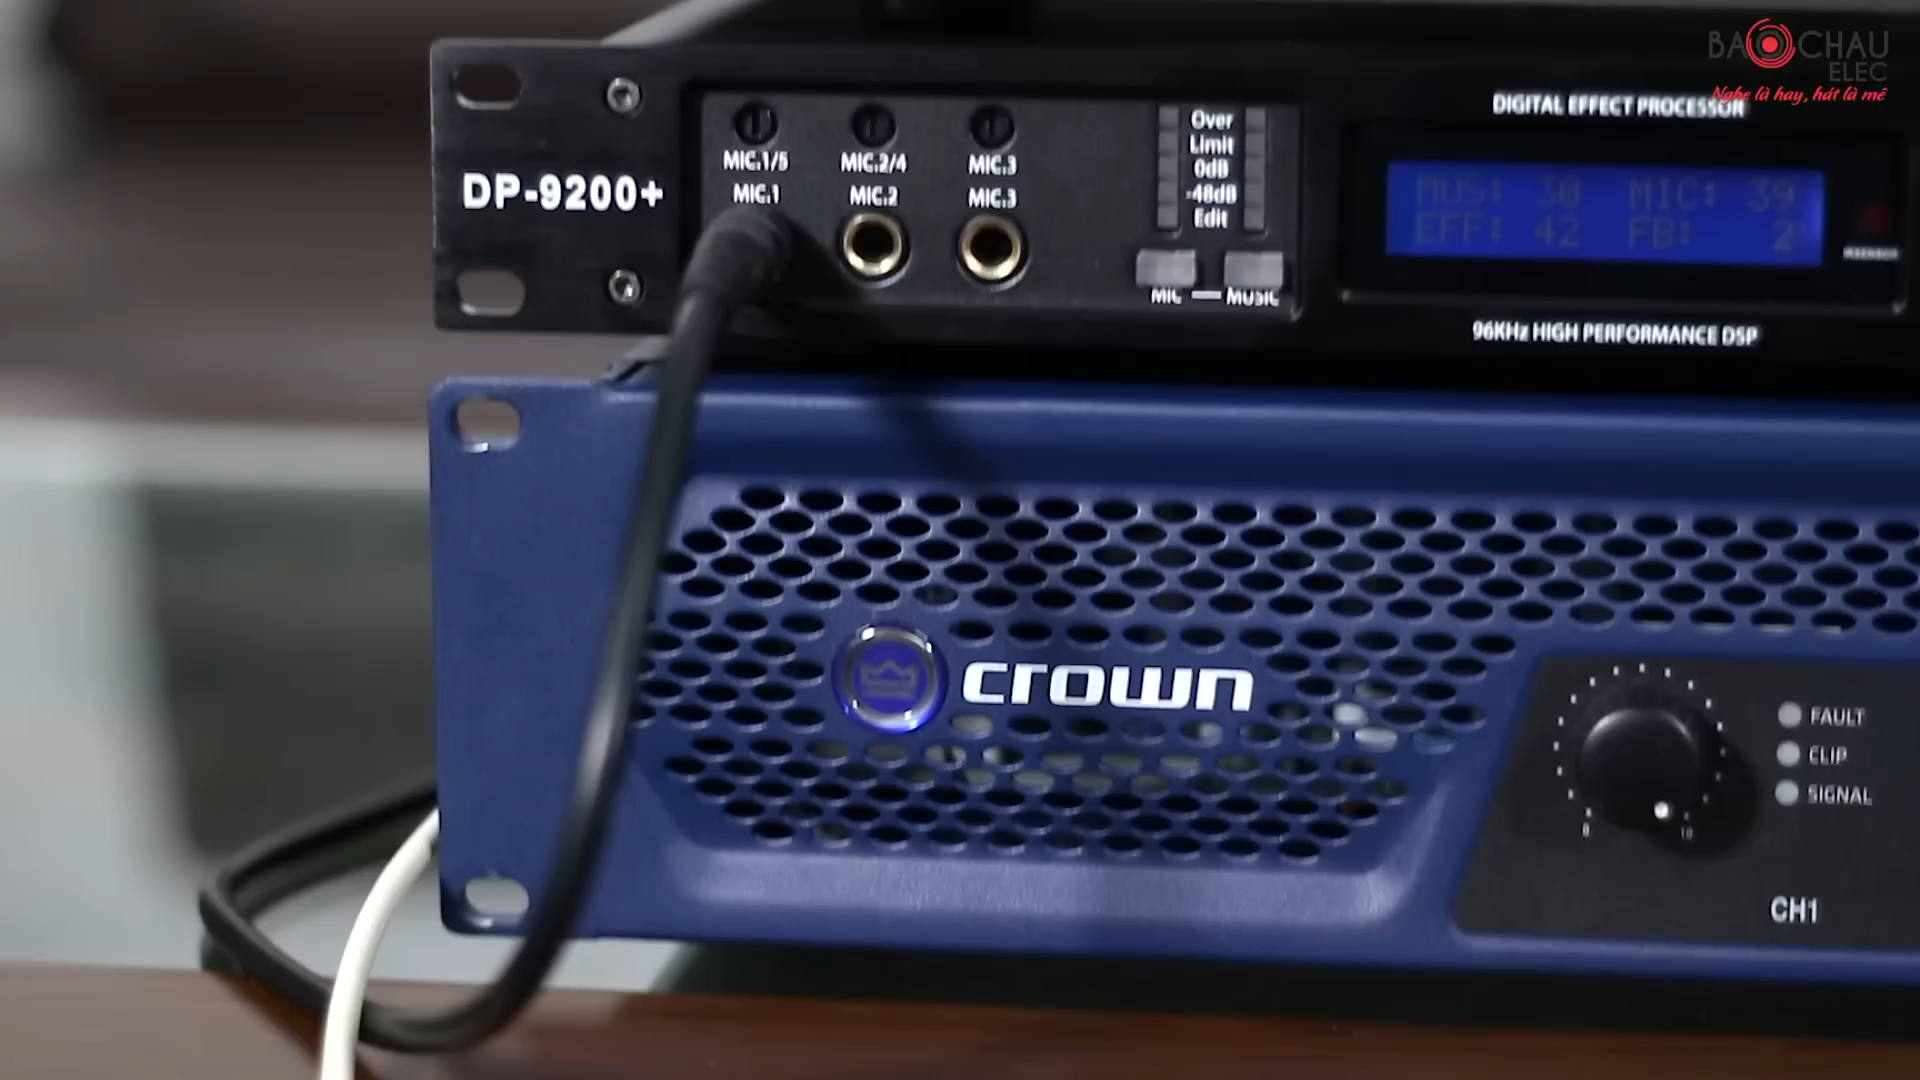 BAO CHAU
ELEC
Nghe là hay, hát là mê
DP-9200+
MIC.1/5 MIC.2/4 MIC.3
MIC.1 MIC.2 MIC.3
Over
Limit
0dB
-48dB
Edit
MIC MUSIC
DIGITAL EFFECT PROCESSOR
MUS: 30 MIC: 39
EFF: 42 FB: 2
96KHz HIGH PERFORMANCE DSP
crown
FAULT
CLIP
SIGNAL
0 10
CH1